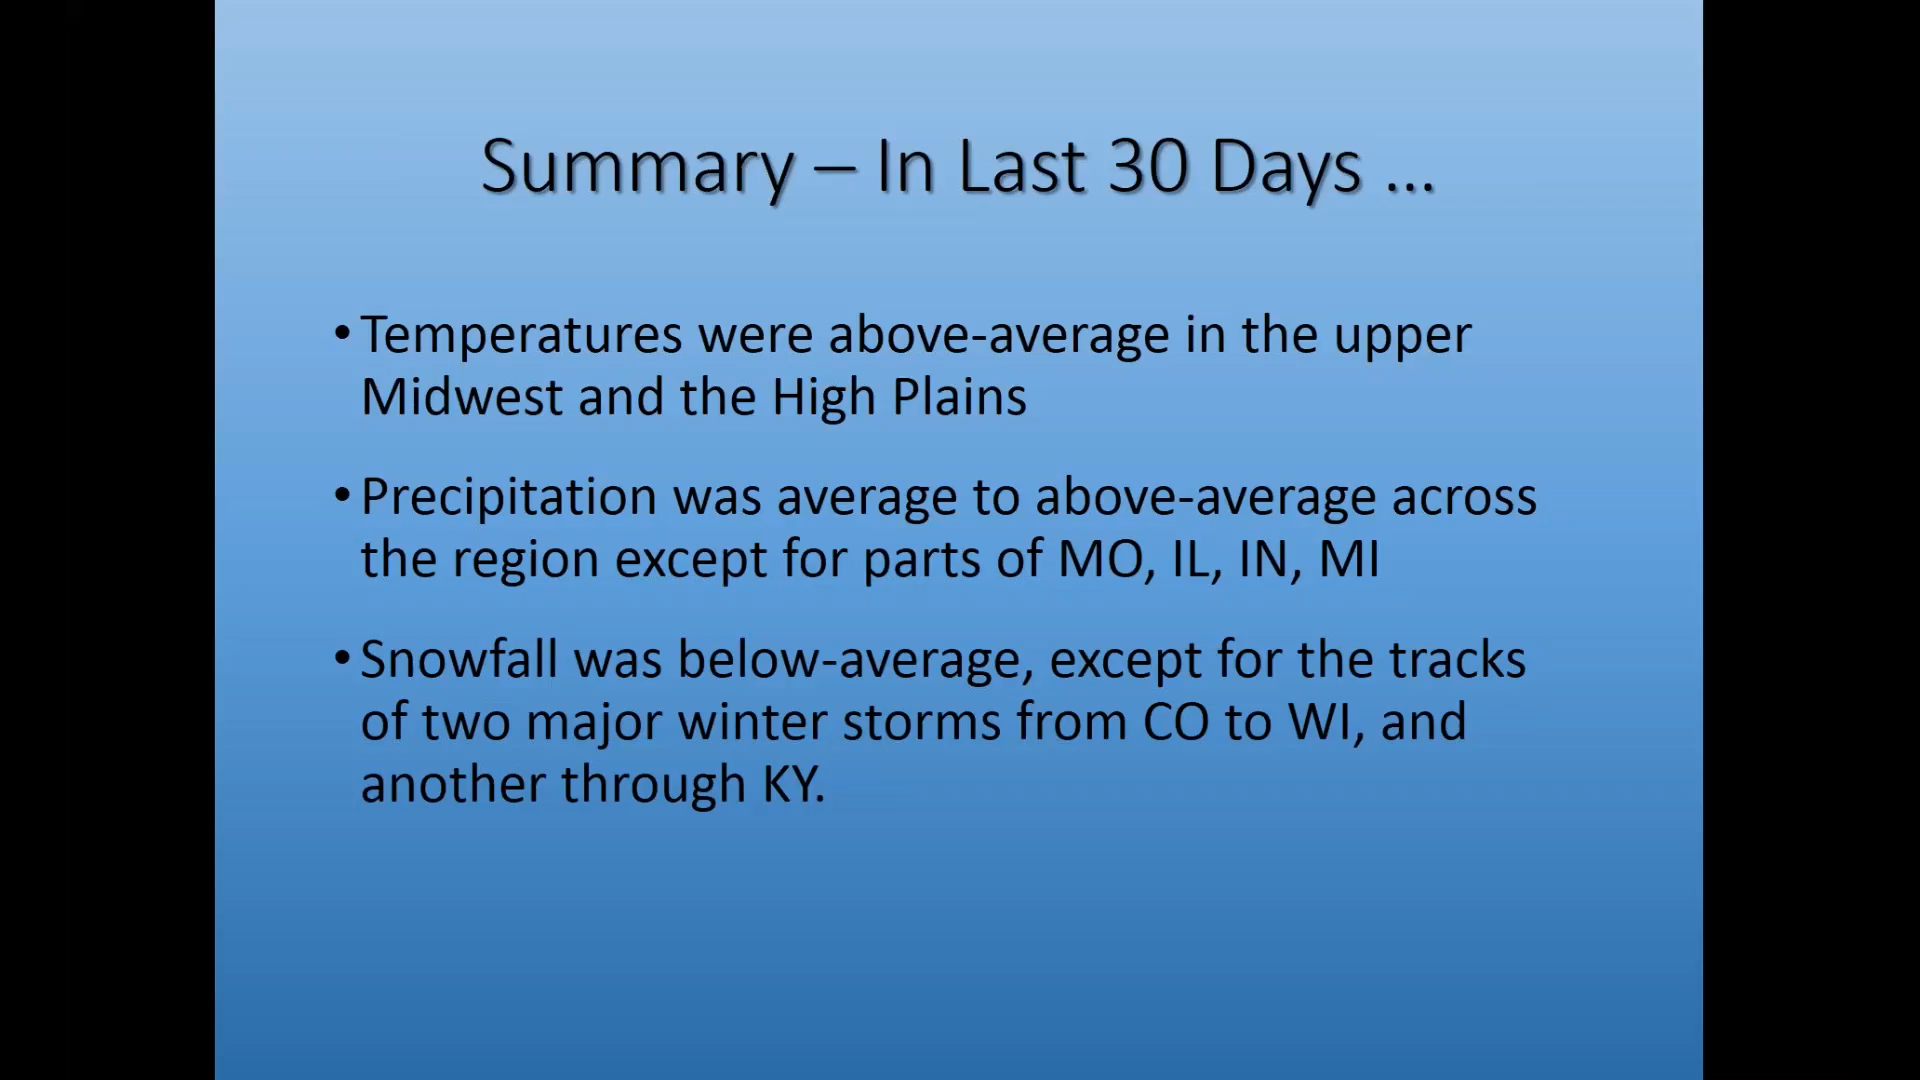 Summary – In Last 30 Days ...
• Temperatures were above-average in the upper
Midwest and the High Plains
• Precipitation was average to above-average across
the region except for parts of MO, IL, IN, MI
• Snowfall was below-average, except for the tracks
of two major winter storms from CO to WI, and
another through KY.